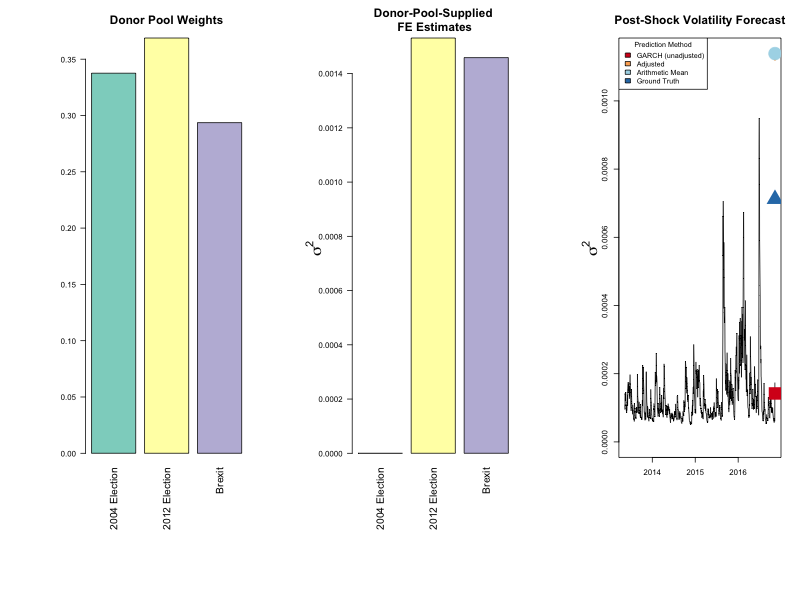 Donor Pool Weights
0.35
0.30
0.25
0.20
0.15
0.10
0.05
0.00
2004 Election
2012 Election
Brexit
Donor-Pool-Supplied
FE Estimates
σ2
0.0014
0.0012
0.0010
0.0008
0.0006
0.0004
0.0002
0.0000
2004 Election
2012 Election
Brexit
Post-Shock Volatility Forecast
Prediction Method
GARCH (unadjusted)
Adjusted
Arithmetic Mean
Ground Truth
σ2
0.0010
0.0008
0.0006
0.0004
0.0002
0.0000
2014
2015
2016